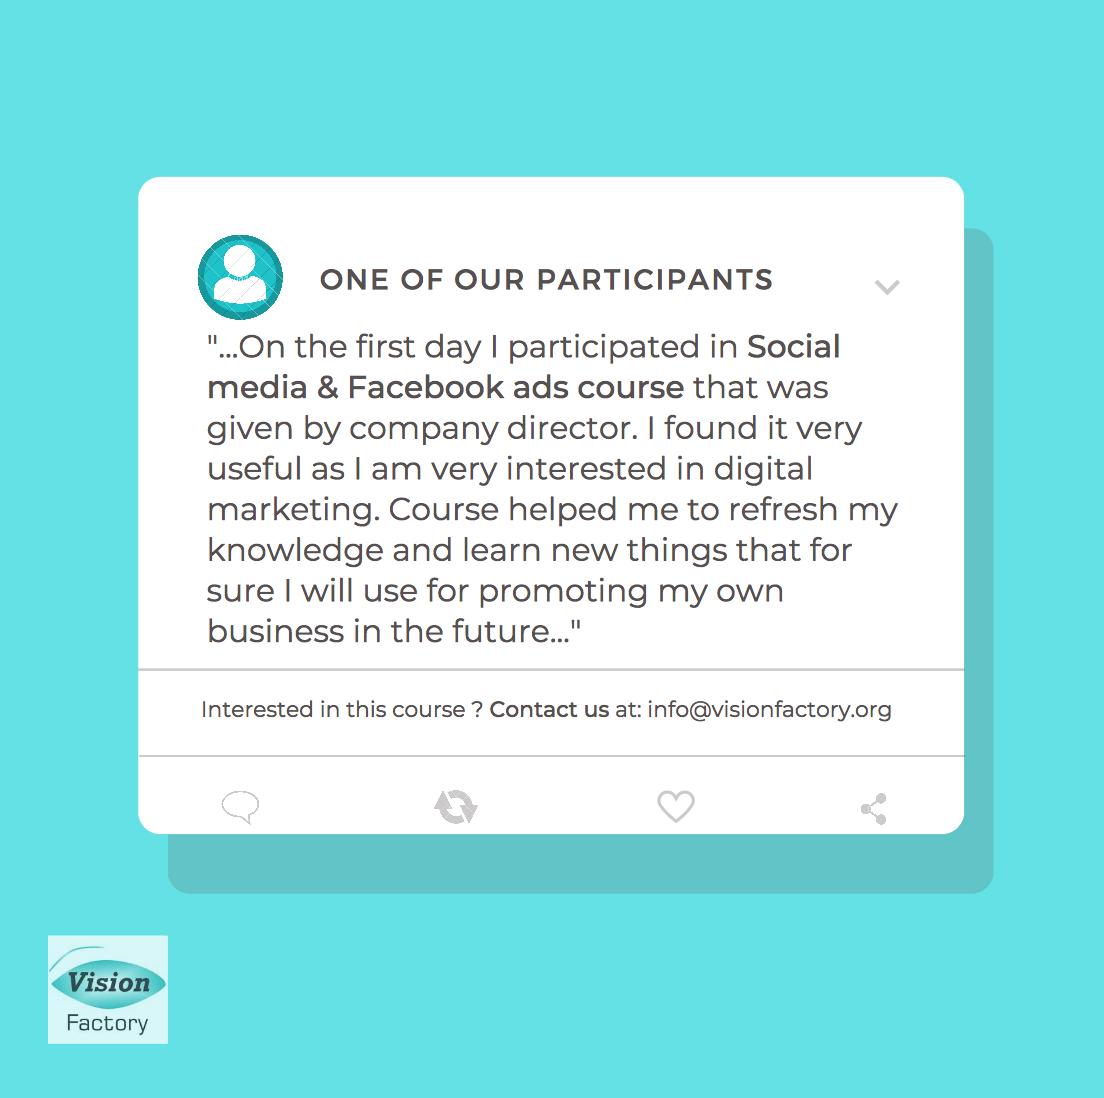 ONE OF OUR PARTICIPANTS
"...On the first day I participated in Social
media & Facebook ads course that was
given by company director. I found it very
useful as I am very interested in digital
marketing. Course helped me to refresh my
knowledge and learn new things that for
sure I will use for promoting my own
business in the future..."
Interested in this course ? Contact us at: info@visionfactory.org
Vision
Factory